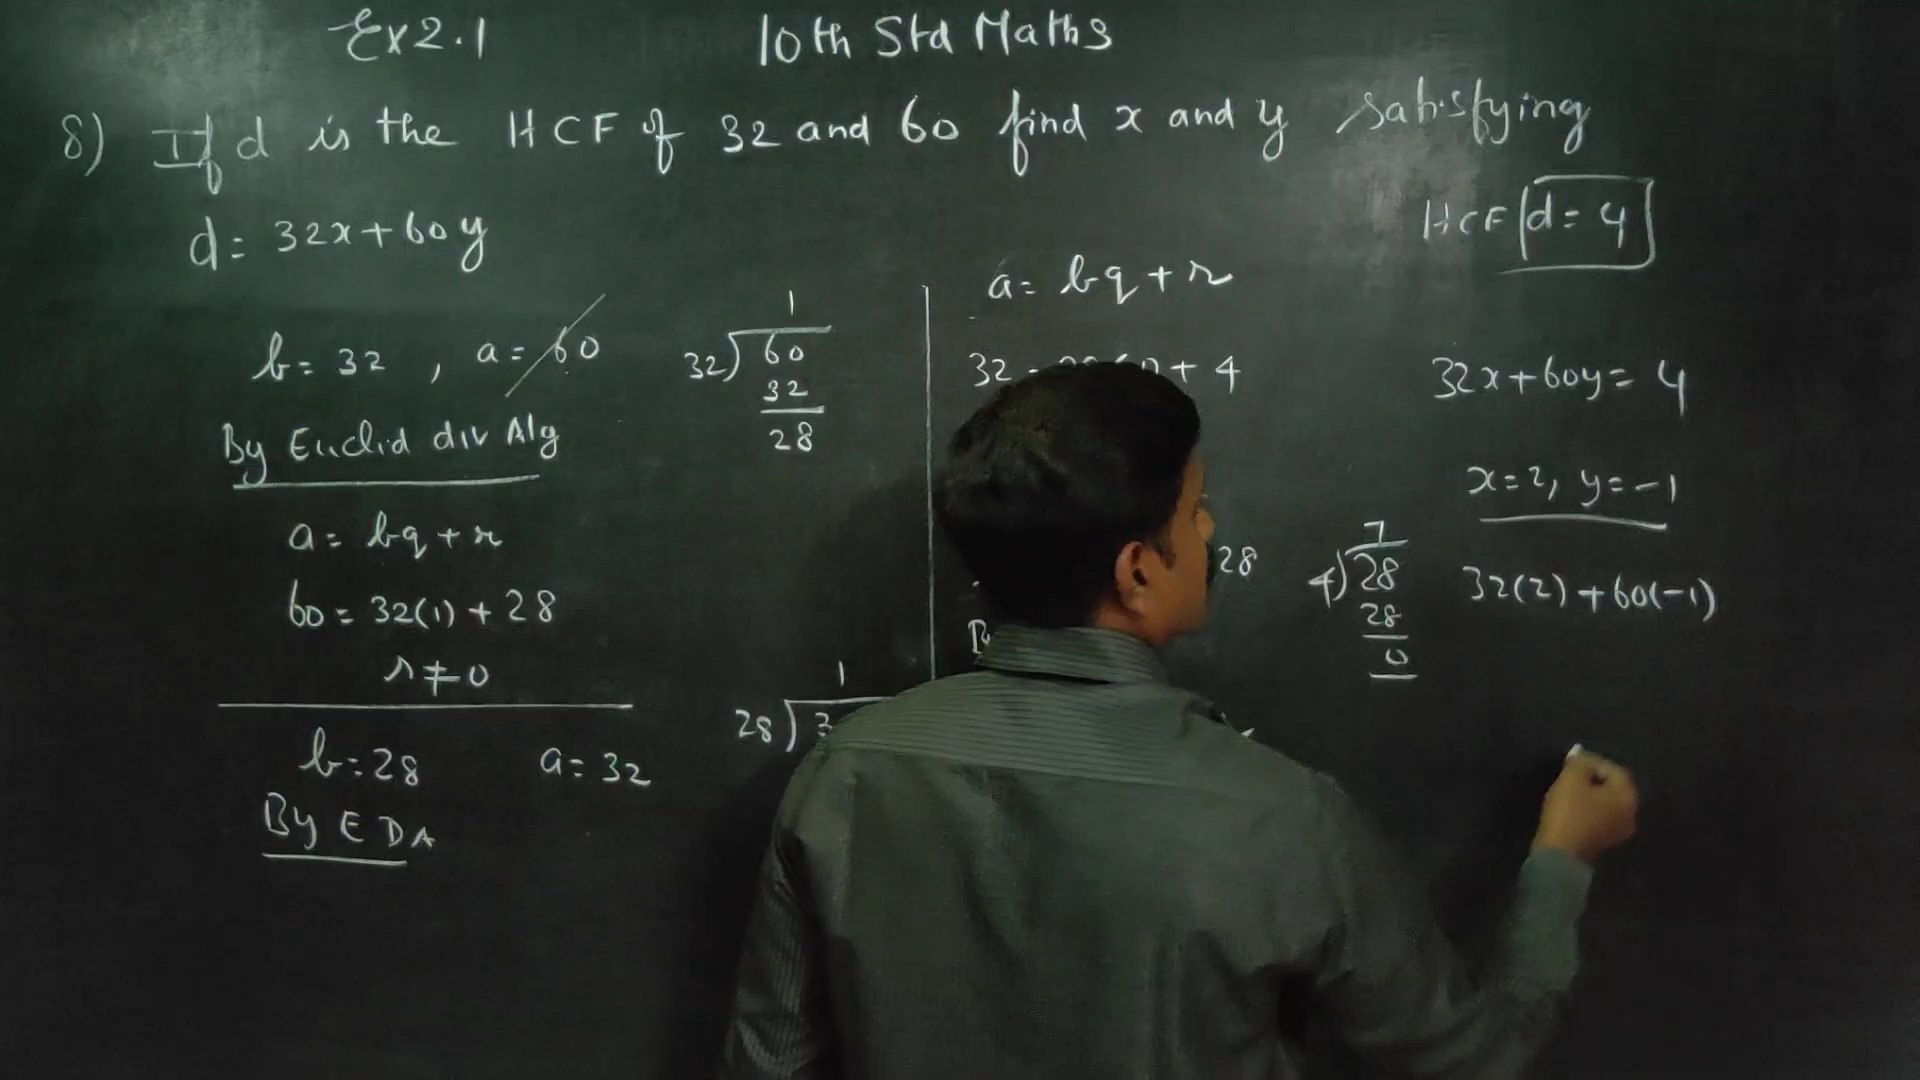 Ex 2.1 10th Std Maths
8) If d is the HCF of 32 and 60 find x and y satisfying
d = 32x + 60y
b = 32 , a = 60
By Euclid div Alg
a = bq + r
60 = 32(1) + 28
r ≠ 0
b = 28 a = 32
By EDA
1
32) 60
32
28
1
28)
a = bq + r
32 + 4
28
7
4) 28
28
0
HCF d = 4
32x + 60y = 4
x = 2, y = -1
32(2) + 60(-1)